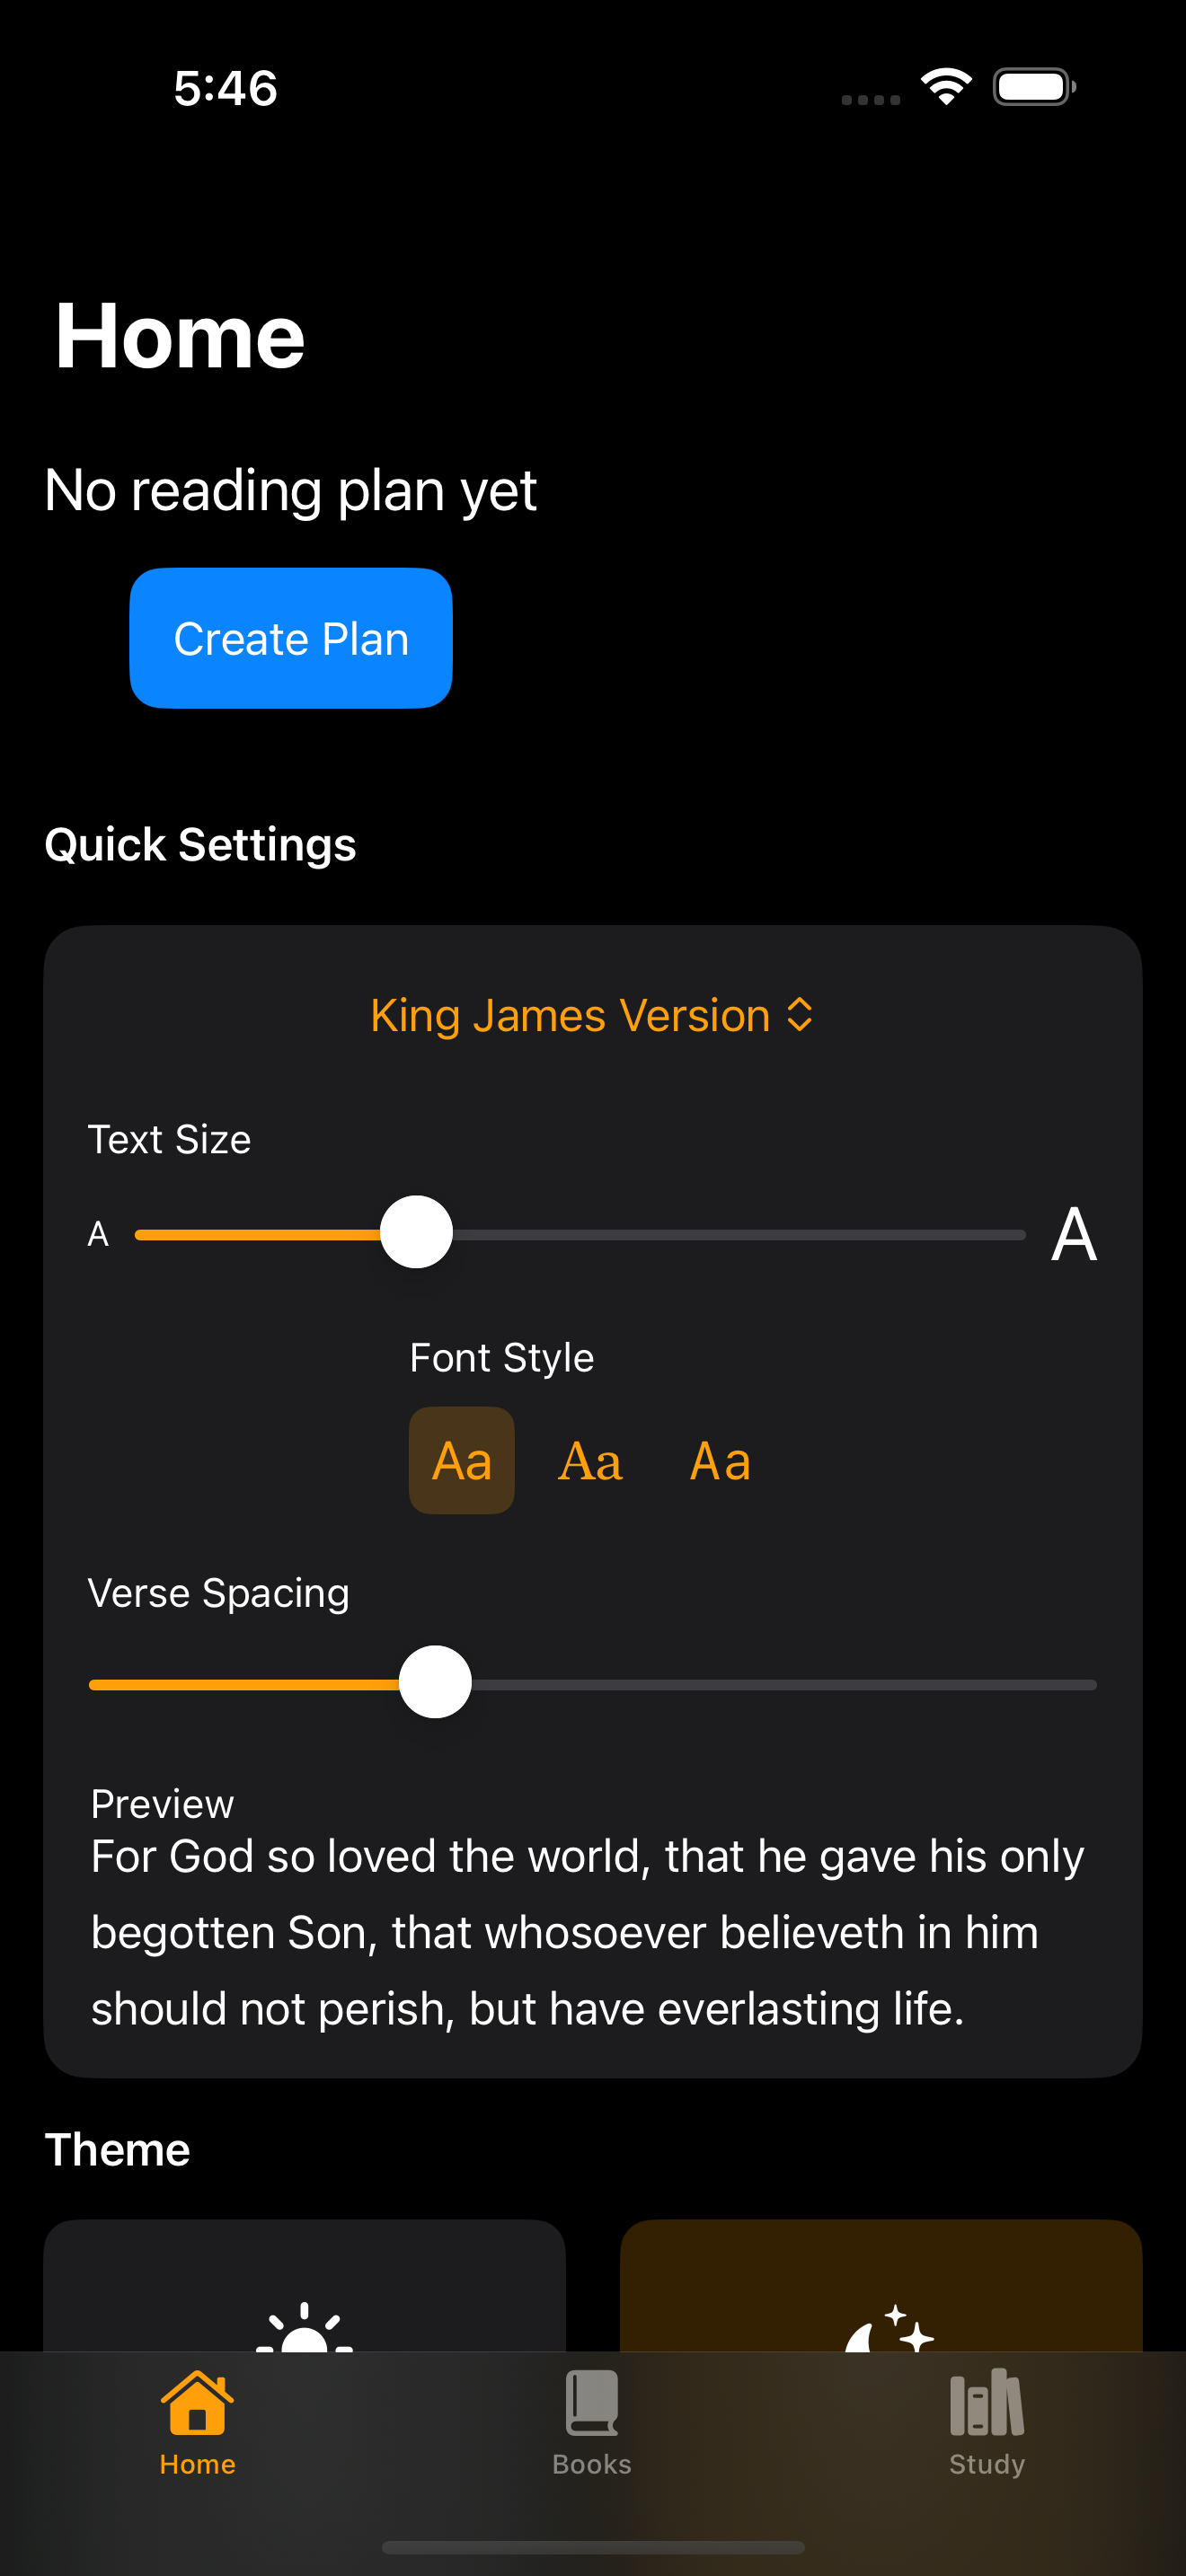 5:46
Home
No reading plan yet
Create Plan
Quick Settings
King James Version
Text Size
A A
Font Style
Aa Aa Aa
Verse Spacing
Preview
For God so loved the world, that he gave his only
begotten Son, that whosoever believeth in him
should not perish, but have everlasting life.
Theme
Home Books Study